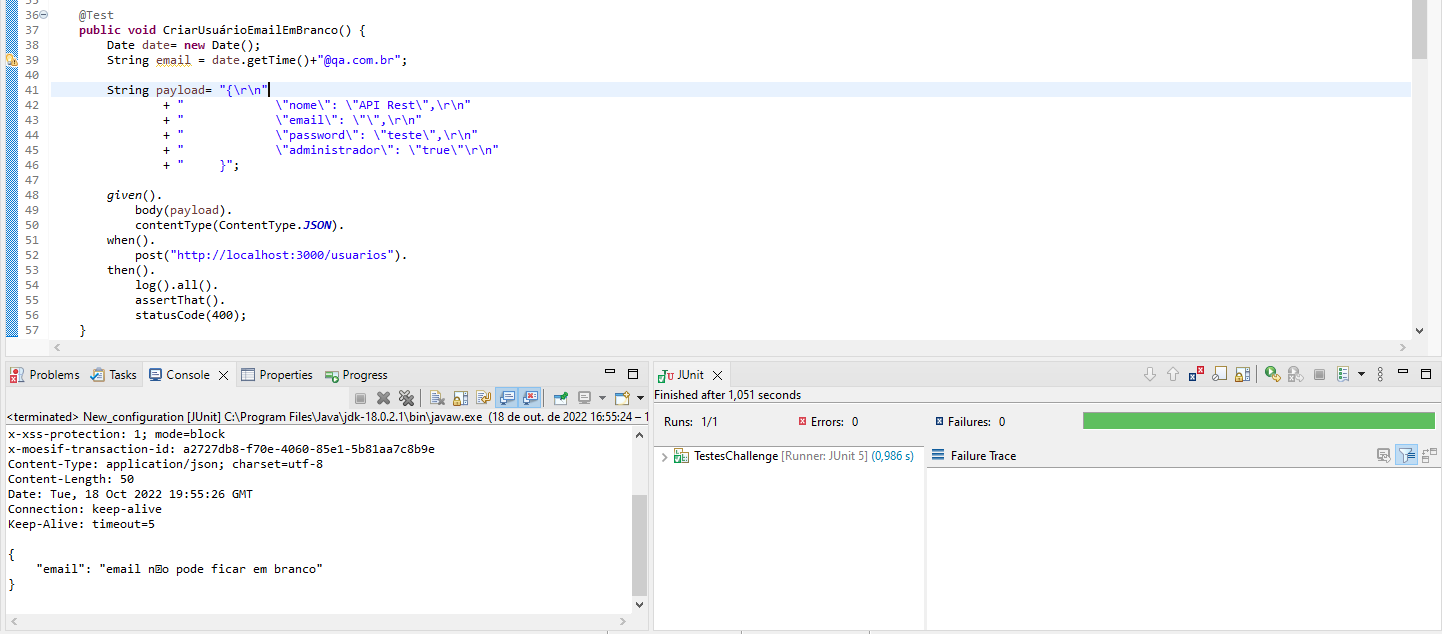 36 @Test
37 public void CriarUsuárioEmailEmBranco() {
38 Date date= new Date();
39 String email = date.getTime()+"@qa.com.br";
40
41 String payload= "{\r\n"
42 + "             \"nome\": \"API Rest\",\r\n"
43 + "             \"email\": \"\",\r\n"
44 + "             \"password\": \"teste\",\r\n"
45 + "             \"administrador\": \"true\"\r\n"
46 + "     }";
47
48 given().
49 body(payload).
50 contentType(ContentType.JSON).
51 when().
52 post("http://localhost:3000/usuarios").
53 then().
54 log().all().
55 assertThat().
56 statusCode(400);
57 }
Problems Tasks Console Properties Progress
<terminated> New_configuration [JUnit] C:\Program Files\Java\jdk-18.0.2.1\bin\javaw.exe (18 de out. de 2022 16:55:24 – 1
x-xss-protection: 1; mode=block
x-moesif-transaction-id: a2727db8-f70e-4060-85e1-5b81aa7c8b9e
Content-Type: application/json; charset=utf-8
Content-Length: 50
Date: Tue, 18 Oct 2022 19:55:26 GMT
Connection: keep-alive
Keep-Alive: timeout=5
{
"email": "email n�o pode ficar em branco"
}
JUnit
Finished after 1,051 seconds
Runs: 1/1 Errors: 0 Failures: 0
TestesChallenge [Runner: JUnit 5] (0,986 s)
Failure Trace